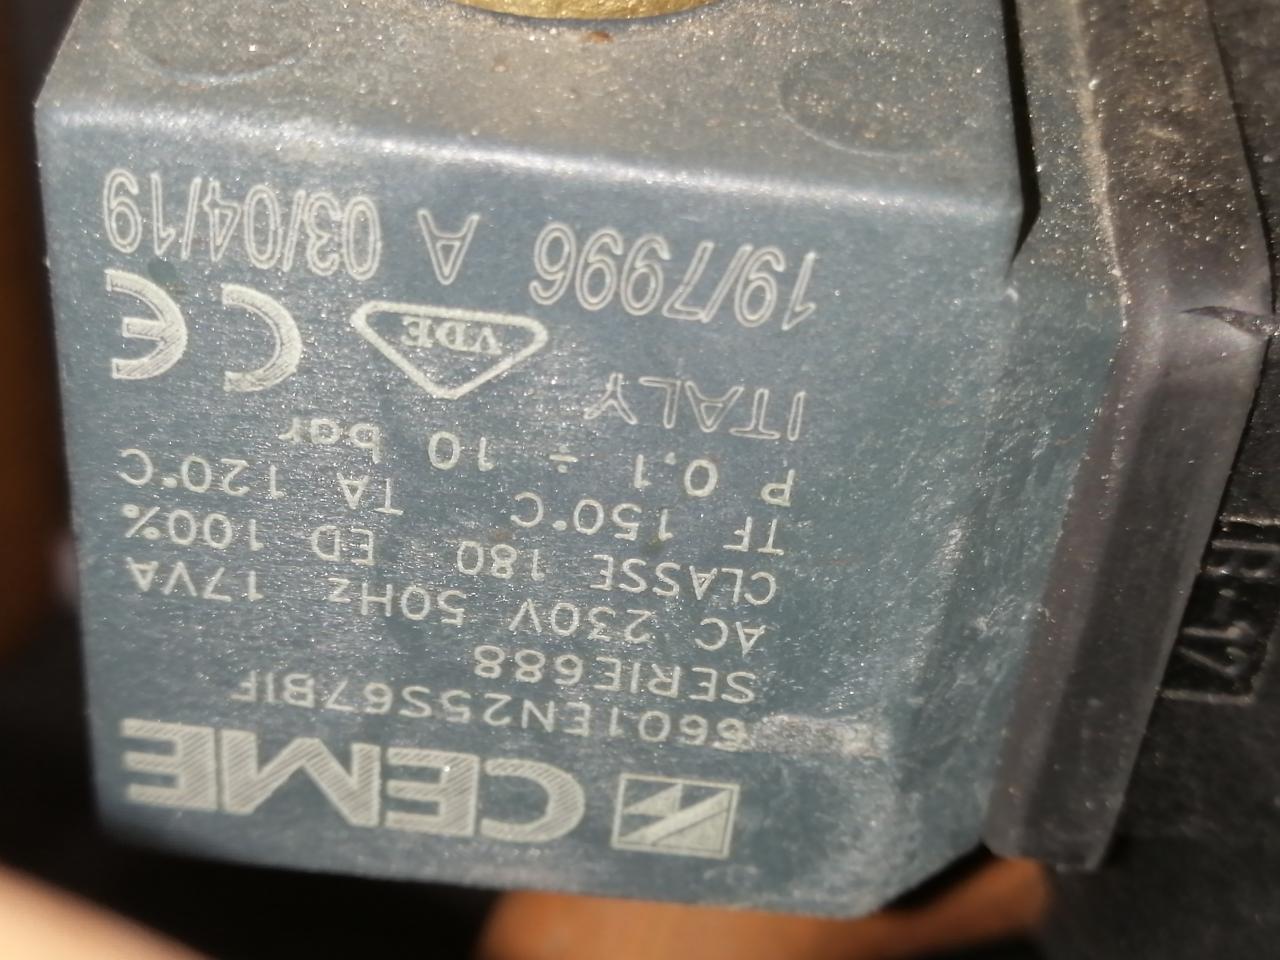 CEME
6601EN25S67BIF
SERIE688
AC 230V 50Hz 17VA
CLASSE 180 ED 100%
TF 150°C TA 120°C
P 0,1 ÷ 10 bar
ITALY VDE CE
19/7996 A 03/04/19